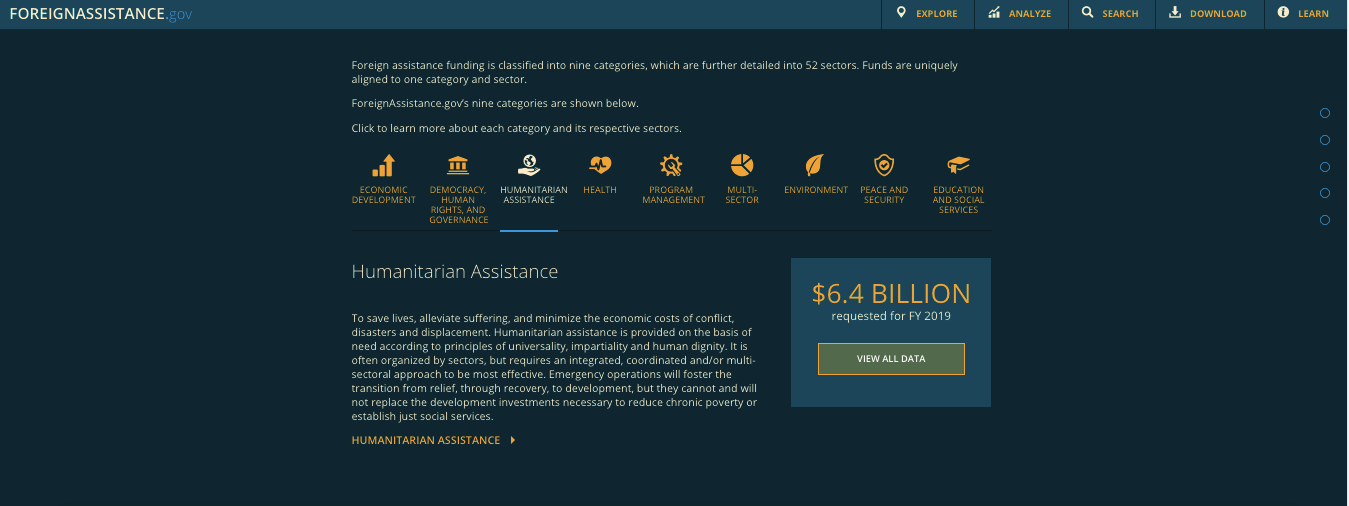 FOREIGNASSISTANCE.gov
EXPLORE
ANALYZE
SEARCH
DOWNLOAD
LEARN
Foreign assistance funding is classified into nine categories, which are further detailed into 52 sectors. Funds are uniquely
aligned to one category and sector.
ForeignAssistance.gov's nine categories are shown below.
Click to learn more about each category and its respective sectors.
ECONOMIC
DEVELOPMENT
DEMOCRACY,
HUMAN
RIGHTS, AND
GOVERNANCE
HUMANITARIAN
ASSISTANCE
HEALTH
PROGRAM
MANAGEMENT
MULTI-
SECTOR
ENVIRONMENT
PEACE AND
SECURITY
EDUCATION
AND SOCIAL
SERVICES
Humanitarian Assistance
To save lives, alleviate suffering, and minimize the economic costs of conflict,
disasters and displacement. Humanitarian assistance is provided on the basis of
need according to principles of universality, impartiality and human dignity. It is
often organized by sectors, but requires an integrated, coordinated and/or multi-
sectoral approach to be most effective. Emergency operations will foster the
transition from relief, through recovery, to development, but they cannot and will
not replace the development investments necessary to reduce chronic poverty or
establish just social services.
HUMANITARIAN ASSISTANCE
$6.4 BILLION
requested for FY 2019
VIEW ALL DATA